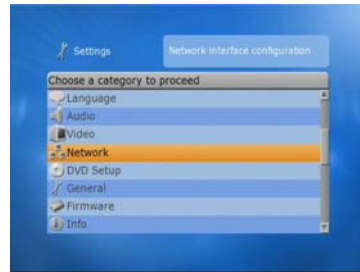 Settings
Network interface configuration
Choose a category to proceed
Language
Audio
Video
Network
DVD Setup
General
Firmware
Info